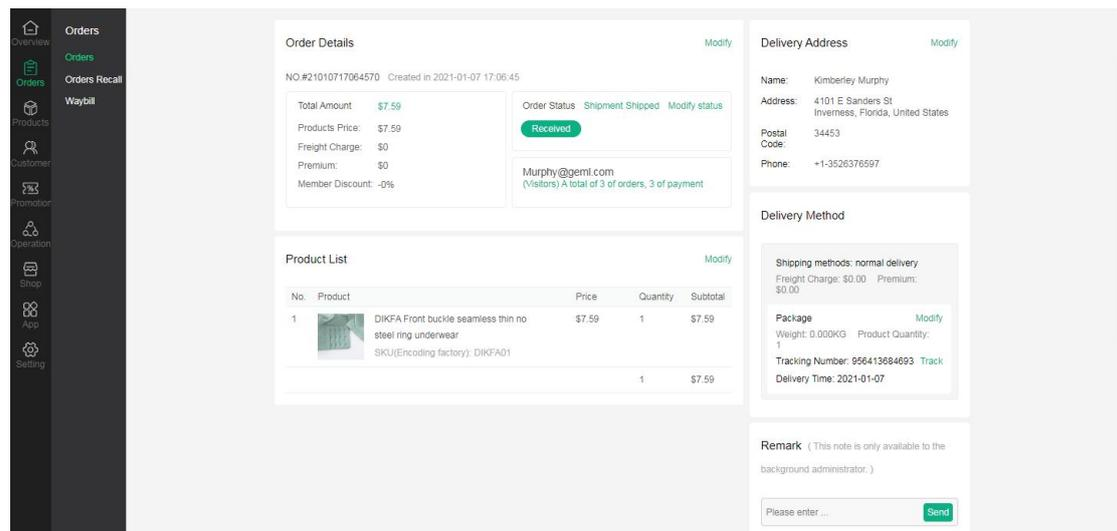 Overview
Orders
Products
Customer
Promotion
Operation
Shop
App
Setting
Orders
Orders
Orders Recall
Waybill
Order Details Modify
NO.#21010717064570 Created in 2021-01-07 17:06:45
Total Amount $7.59
Products Price: $7.59
Freight Charge: $0
Premium: $0
Member Discount: -0%
Order Status Shipment Shipped Modify status
Received
Murphy@geml.com
(Visitors) A total of 3 of orders, 3 of payment
Product List Modify
No. Product Price Quantity Subtotal
1 DIKFA Front buckle seamless thin no $7.59 1 $7.59
steel ring underwear
SKU(Encoding factory): DIKFA01
1 $7.59
Delivery Address Modify
Name: Kimberley Murphy
Address: 4101 E Sanders St
Inverness, Florida, United States
Postal 34453
Code:
Phone: +1-3526376597
Delivery Method
Shipping methods: normal delivery
Freight Charge: $0.00 Premium:
$0.00
Package Modify
Weight: 0.000KG Product Quantity:
1
Tracking Number: 956413684693 Track
Delivery Time: 2021-01-07
Remark ( This note is only available to the
background administrator. )
Please enter ... Send